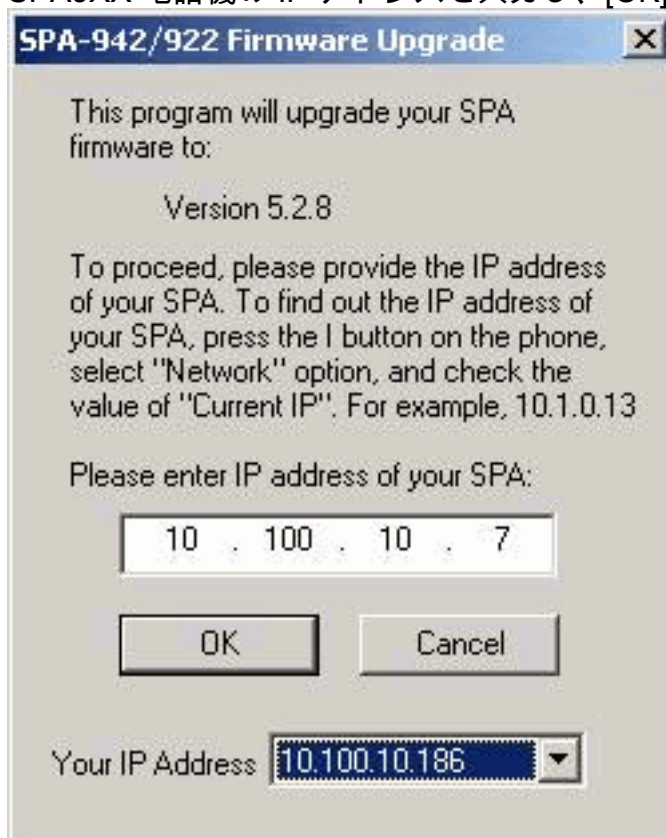 SPA-942/922 Firmware Upgrade
This program will upgrade your SPA
firmware to:
Version 5.2.8
To proceed, please provide the IP address
of your SPA. To find out the IP address of
your SPA, press the I button on the phone,
select "Network" option, and check the
value of "Current IP". For example, 10.1.0.13
Please enter IP address of your SPA:
10 . 100 . 10 . 7
OK Cancel
Your IP Address 10.100.10.186